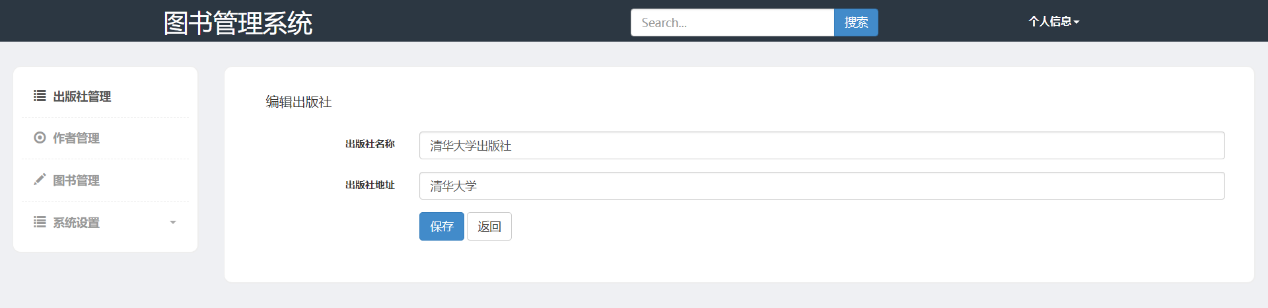 图书管理系统
Search...
搜索
个人信息
出版社管理
作者管理
图书管理
系统设置
编辑出版社
出版社名称
清华大学出版社
出版社地址
清华大学
保存
返回